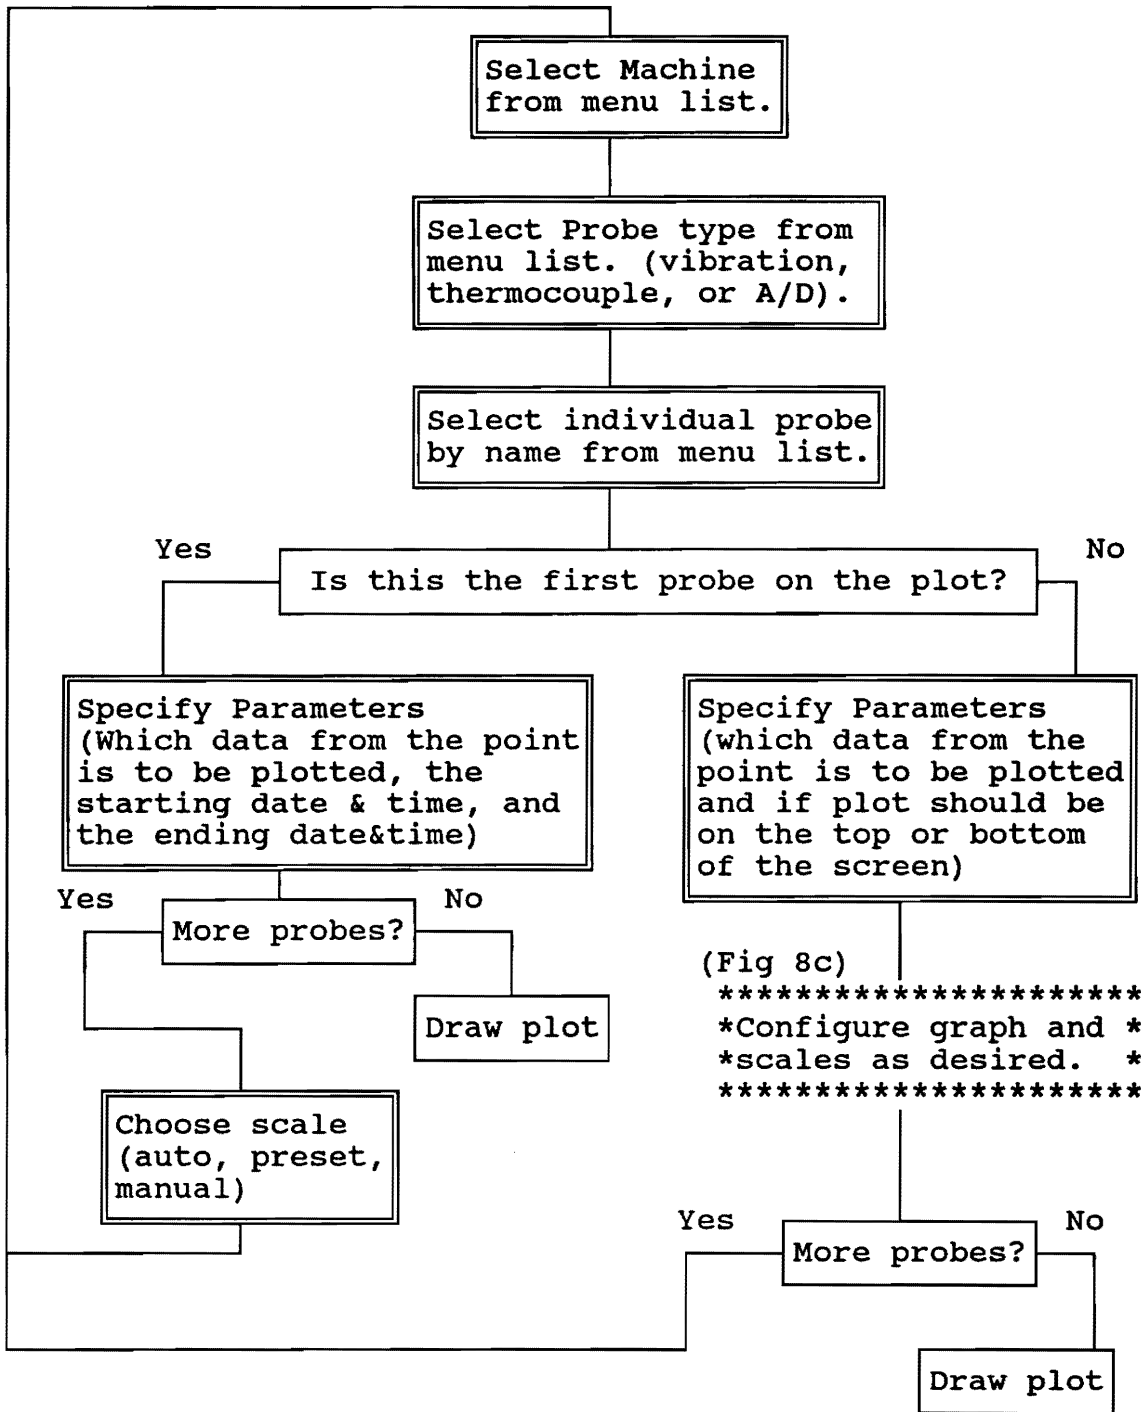 Select Machine
from menu list.
Select Probe type from
menu list. (vibration,
thermocouple, or A/D).
Select individual probe
by name from menu list.
Yes
No
Is this the first probe on the plot?
Specify Parameters
(Which data from the point
is to be plotted, the
starting date & time, and
the ending date&time)
Specify Parameters
(which data from the
point is to be plotted
and if plot should be
on the top or bottom
of the screen)
Yes
No
More probes?
Draw plot
(Fig 8c)
**********************
*Configure graph and *
*scales as desired.  *
**********************
Choose scale
(auto, preset,
manual)
Yes
No
More probes?
Draw plot